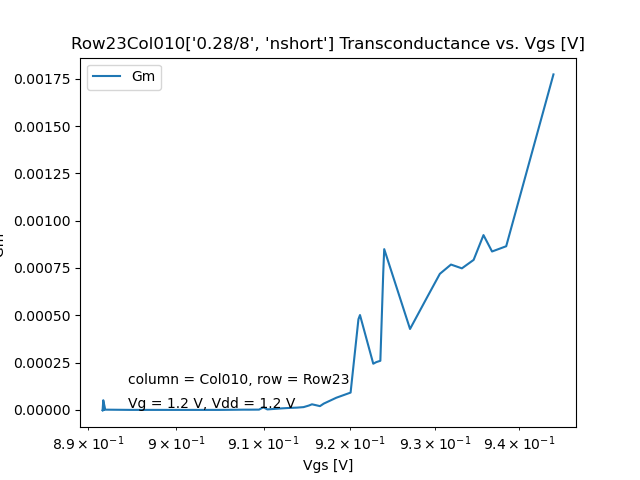 Row23Col010['0.28/8', 'nshort'] Transconductance vs. Vgs [V]
Gm
0.00175
0.00150
0.00125
0.00100
0.00075
0.00050
0.00025
0.00000
Gm
column = Col010, row = Row23
Vg = 1.2 V, Vdd = 1.2 V
8.9 × 10⁻¹
9 × 10⁻¹
9.1 × 10⁻¹
9.2 × 10⁻¹
9.3 × 10⁻¹
9.4 × 10⁻¹
Vgs [V]